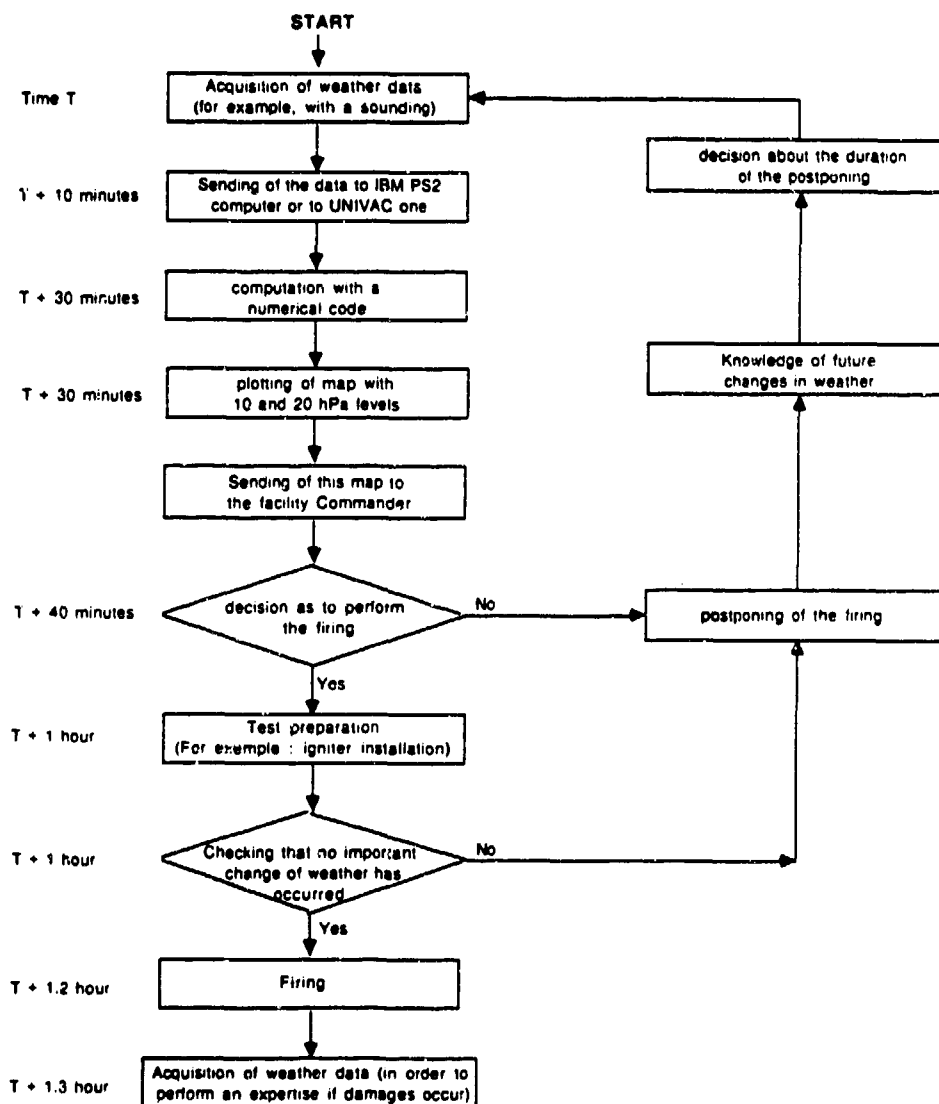 START
Time T
Acquisition of weather data
(for example, with a sounding)
T + 10 minutes
Sending of the data to IBM PS2
computer or to UNIVAC one
T + 30 minutes
computation with a
numerical code
T + 30 minutes
plotting of map with
10 and 20 hPa levels
Sending of this map to
the facility Commander
T + 40 minutes
decision as to perform
the firing
No
Yes
T + 1 hour
Test preparation
(For exemple : igniter installation)
T + 1 hour
Checking that no important
change of weather has
occurred
No
Yes
T + 1.2 hour
Firing
T + 1.3 hour
Acquisition of weather data (in order to
perform an expertise if damages occur)
decision about the duration
of the postponing
Knowledge of future
changes in weather
postponing of the firing